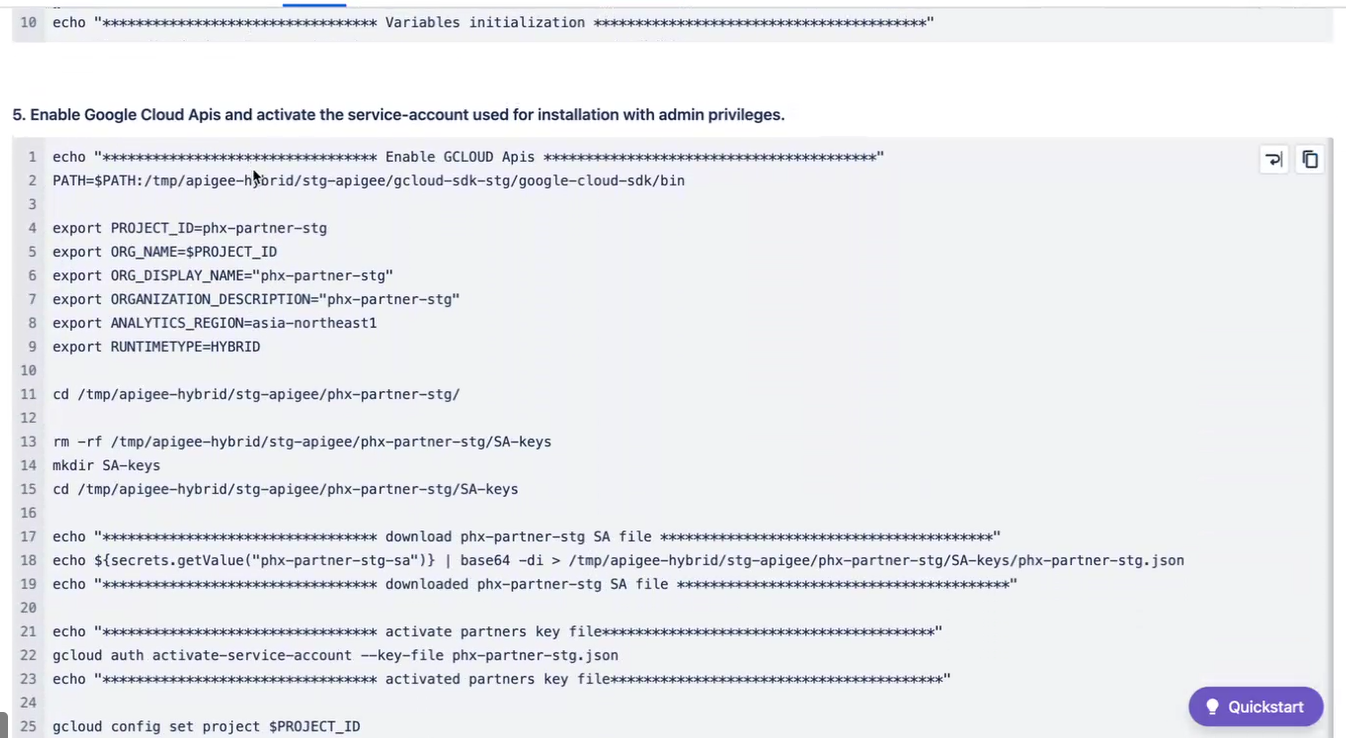 10 echo "********************************* Variables initialization ****************************************"
5. Enable Google Cloud Apis and activate the service-account used for installation with admin privileges.
1 echo "********************************* Enable GCLOUD Apis ****************************************"
2 PATH=$PATH:/tmp/apigee-hybrid/stg-apigee/gcloud-sdk-stg/google-cloud-sdk/bin
3
4 export PROJECT_ID=phx-partner-stg
5 export ORG_NAME=$PROJECT_ID
6 export ORG_DISPLAY_NAME="phx-partner-stg"
7 export ORGANIZATION_DESCRIPTION="phx-partner-stg"
8 export ANALYTICS_REGION=asia-northeast1
9 export RUNTIMETYPE=HYBRID
10
11 cd /tmp/apigee-hybrid/stg-apigee/phx-partner-stg/
12
13 rm -rf /tmp/apigee-hybrid/stg-apigee/phx-partner-stg/SA-keys
14 mkdir SA-keys
15 cd /tmp/apigee-hybrid/stg-apigee/phx-partner-stg/SA-keys
16
17 echo "********************************* download phx-partner-stg SA file ****************************************"
18 echo ${secrets.getValue("phx-partner-stg-sa")} | base64 -di > /tmp/apigee-hybrid/stg-apigee/phx-partner-stg/SA-keys/phx-partner-stg.json
19 echo "********************************* downloaded phx-partner-stg SA file ****************************************"
20
21 echo "********************************* activate partners key file****************************************"
22 gcloud auth activate-service-account --key-file phx-partner-stg.json
23 echo "********************************* activated partners key file****************************************"
24
25 gcloud config set project $PROJECT_ID
Quickstart